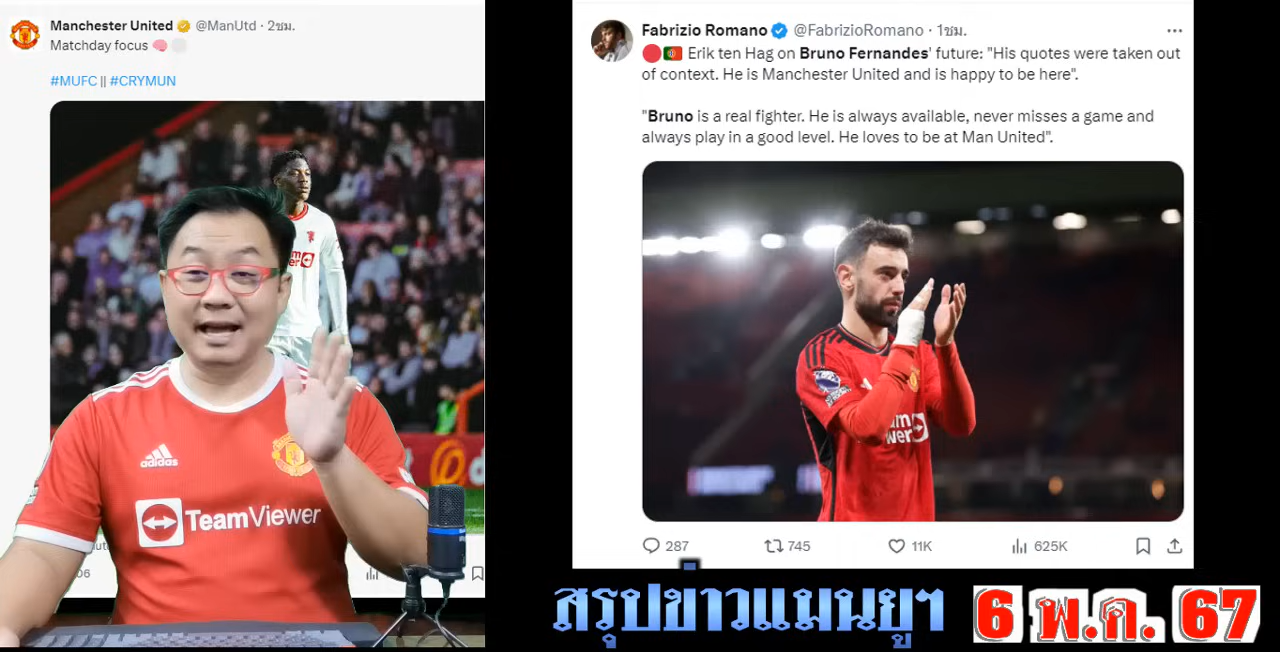 Manchester United @ManUtd · 2ชม.
Matchday focus
#MUFC || #CRYMUN
TeamViewer
adidas
Fabrizio Romano @FabrizioRomano · 1ชม.
Erik ten Hag on Bruno Fernandes' future: "His quotes were taken out
of context. He is Manchester United and is happy to be here".
"Bruno is a real fighter. He is always available, never misses a game and
always play in a good level. He loves to be at Man United".
287 745 11K 625K
สรุปข่าวแมนยูฯ 6 พ.ค. 67